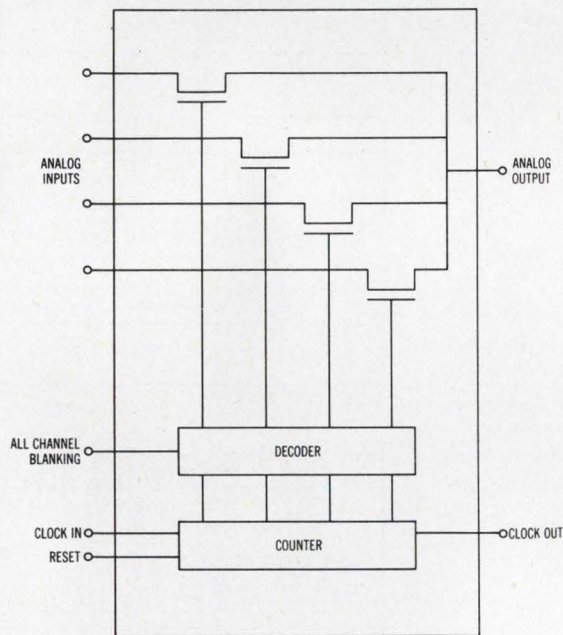 ANALOG
INPUTS
ANALOG
OUTPUT
ALL CHANNEL
BLANKING
DECODER
CLOCK IN
RESET
COUNTER
CLOCK OUT